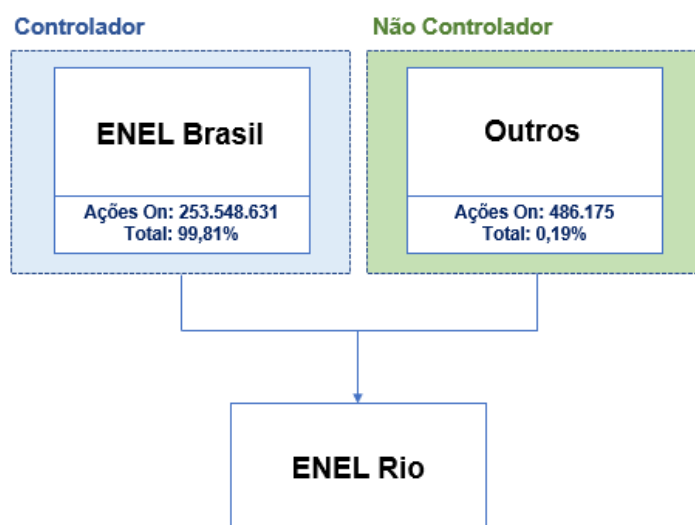 Controlador
ENEL Brasil
Ações On: 253.548.631
Total: 99,81%
Não Controlador
Outros
Ações On: 486.175
Total: 0,19%
ENEL Rio